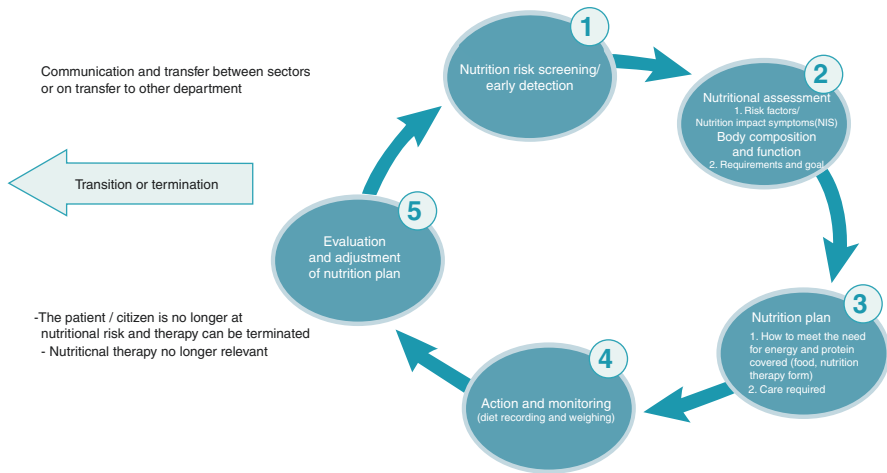 1
Nutrition risk screening/
early detection
2
Nutritional assessment
1. Risk factors/
Nutrition impact symptoms(NIS)
Body composition
and function
2. Requirements and goal
3
Nutrition plan
1. How to meet the need
for energy and protein
covered (food, nutrition
therapy form)
2. Care required
4
Action and monitoring
(diet recording and weighing)
5
Evaluation
and adjustment
of nutrition plan
Communication and transfer between sectors
or on transfer to other department
Transition or termination
-The patient / citizen is no longer at
nutritional risk and therapy can be terminated
- Nutriticnal therapy no longer relevant